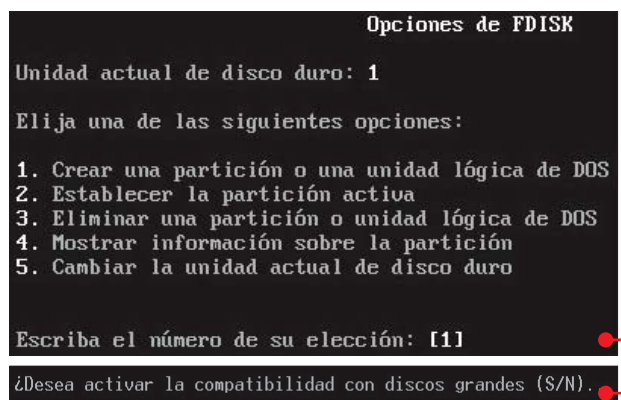 Opciones de FDISK
Unidad actual de disco duro: 1
Elija una de las siguientes opciones:
1. Crear una partición o una unidad lógica de DOS
2. Establecer la partición activa
3. Eliminar una partición o unidad lógica de DOS
4. Mostrar información sobre la partición
5. Cambiar la unidad actual de disco duro
Escriba el número de su elección: [1]
¿Desea activar la compatibilidad con discos grandes (S/N).